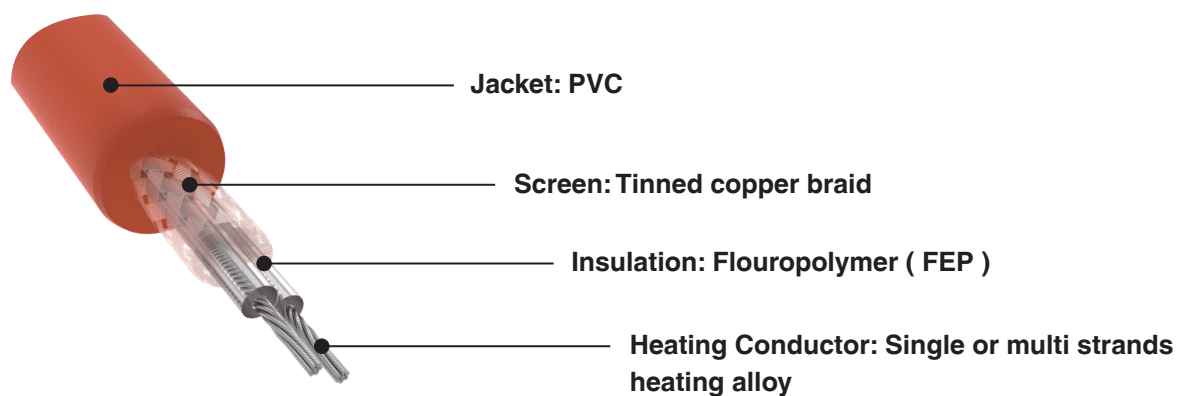 Jacket: PVC
Screen: Tinned copper braid
Insulation: Flouropolymer ( FEP )
Heating Conductor: Single or multi strands
heating alloy